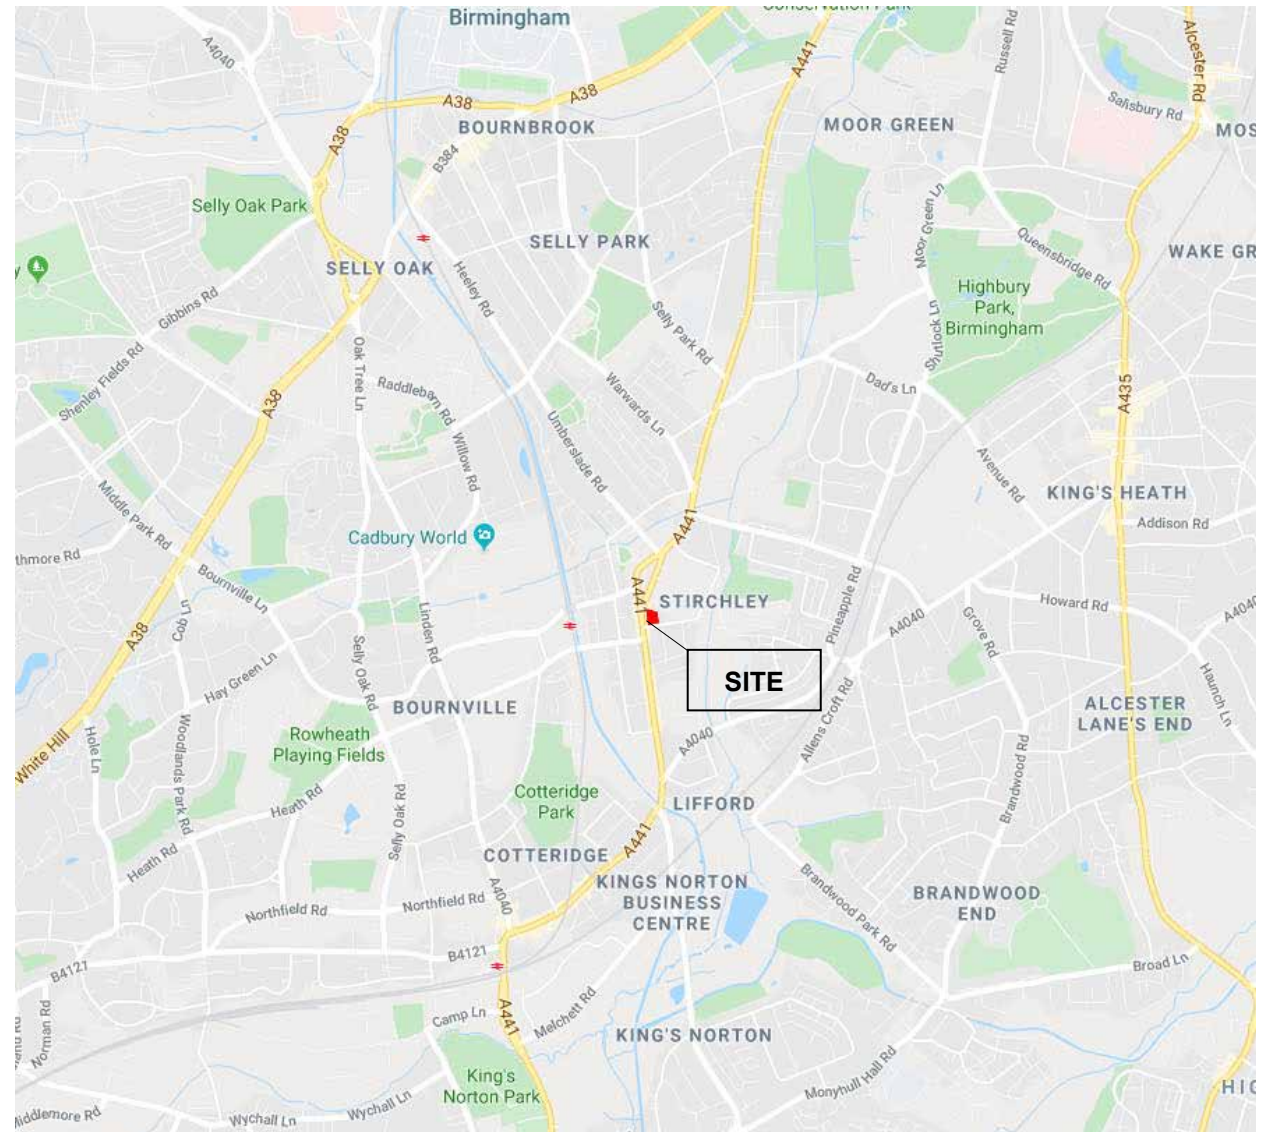 Birmingham
Conservation Park
A4040
A441
Russell Rd
Alcester Rd
A38
A38
A38
BOURNBROOK
B384
MOOR GREEN
Salisbury Rd
MOS
Selly Oak Park
Moor Green Ln
SELLY PARK
Queensbridge Rd
WAKE GR
SELLY OAK
y
Heeley Rd
Highbury
Park,
Birmingham
Gibbins Rd
Selly Park Rd
Shutlock Ln
Oak Tree Ln
Shenley Fields Rd
Raddlebarn Rd
Warwards Ln
Dad's Ln
A435
A38
Umberslade Rd
Willow Rd
Avenue Rd
KING'S HEATH
Middle Park Rd
Cadbury World
A441
Addison Rd
thmore Rd
Bournville Ln
A441
STIRCHLEY
Pineapple Rd
Howard Rd
A4040
Cob Ln
Linden Rd
A4040
Grove Rd
A38
Selly Oak Rd
SITE
Hay Green Ln
Haunch Ln
BOURNVILLE
Allens Croft Rd
ALCESTER
LANE'S END
White Hill
Hole Ln
Woodlands Park Rd
Rowheath
Playing Fields
A4040
Brandwood Rd
Heath Rd
Cotteridge
Park
LIFFORD
Selly Oak Rd
A441
Heath Rd
COTTERIDGE
KINGS NORTON
BUSINESS
CENTRE
A4040
Northfield Rd
Northfield Rd
Brandwood Park Rd
BRANDWOOD
END
B4121
B4121
Broad Ln
Norman Rd
A441
Camp Ln
Melchett Rd
KING'S NORTON
King's
Norton Park
Monyhull Hall Rd
HIG
Middlemore Rd
Wychall Ln
Wychall Ln